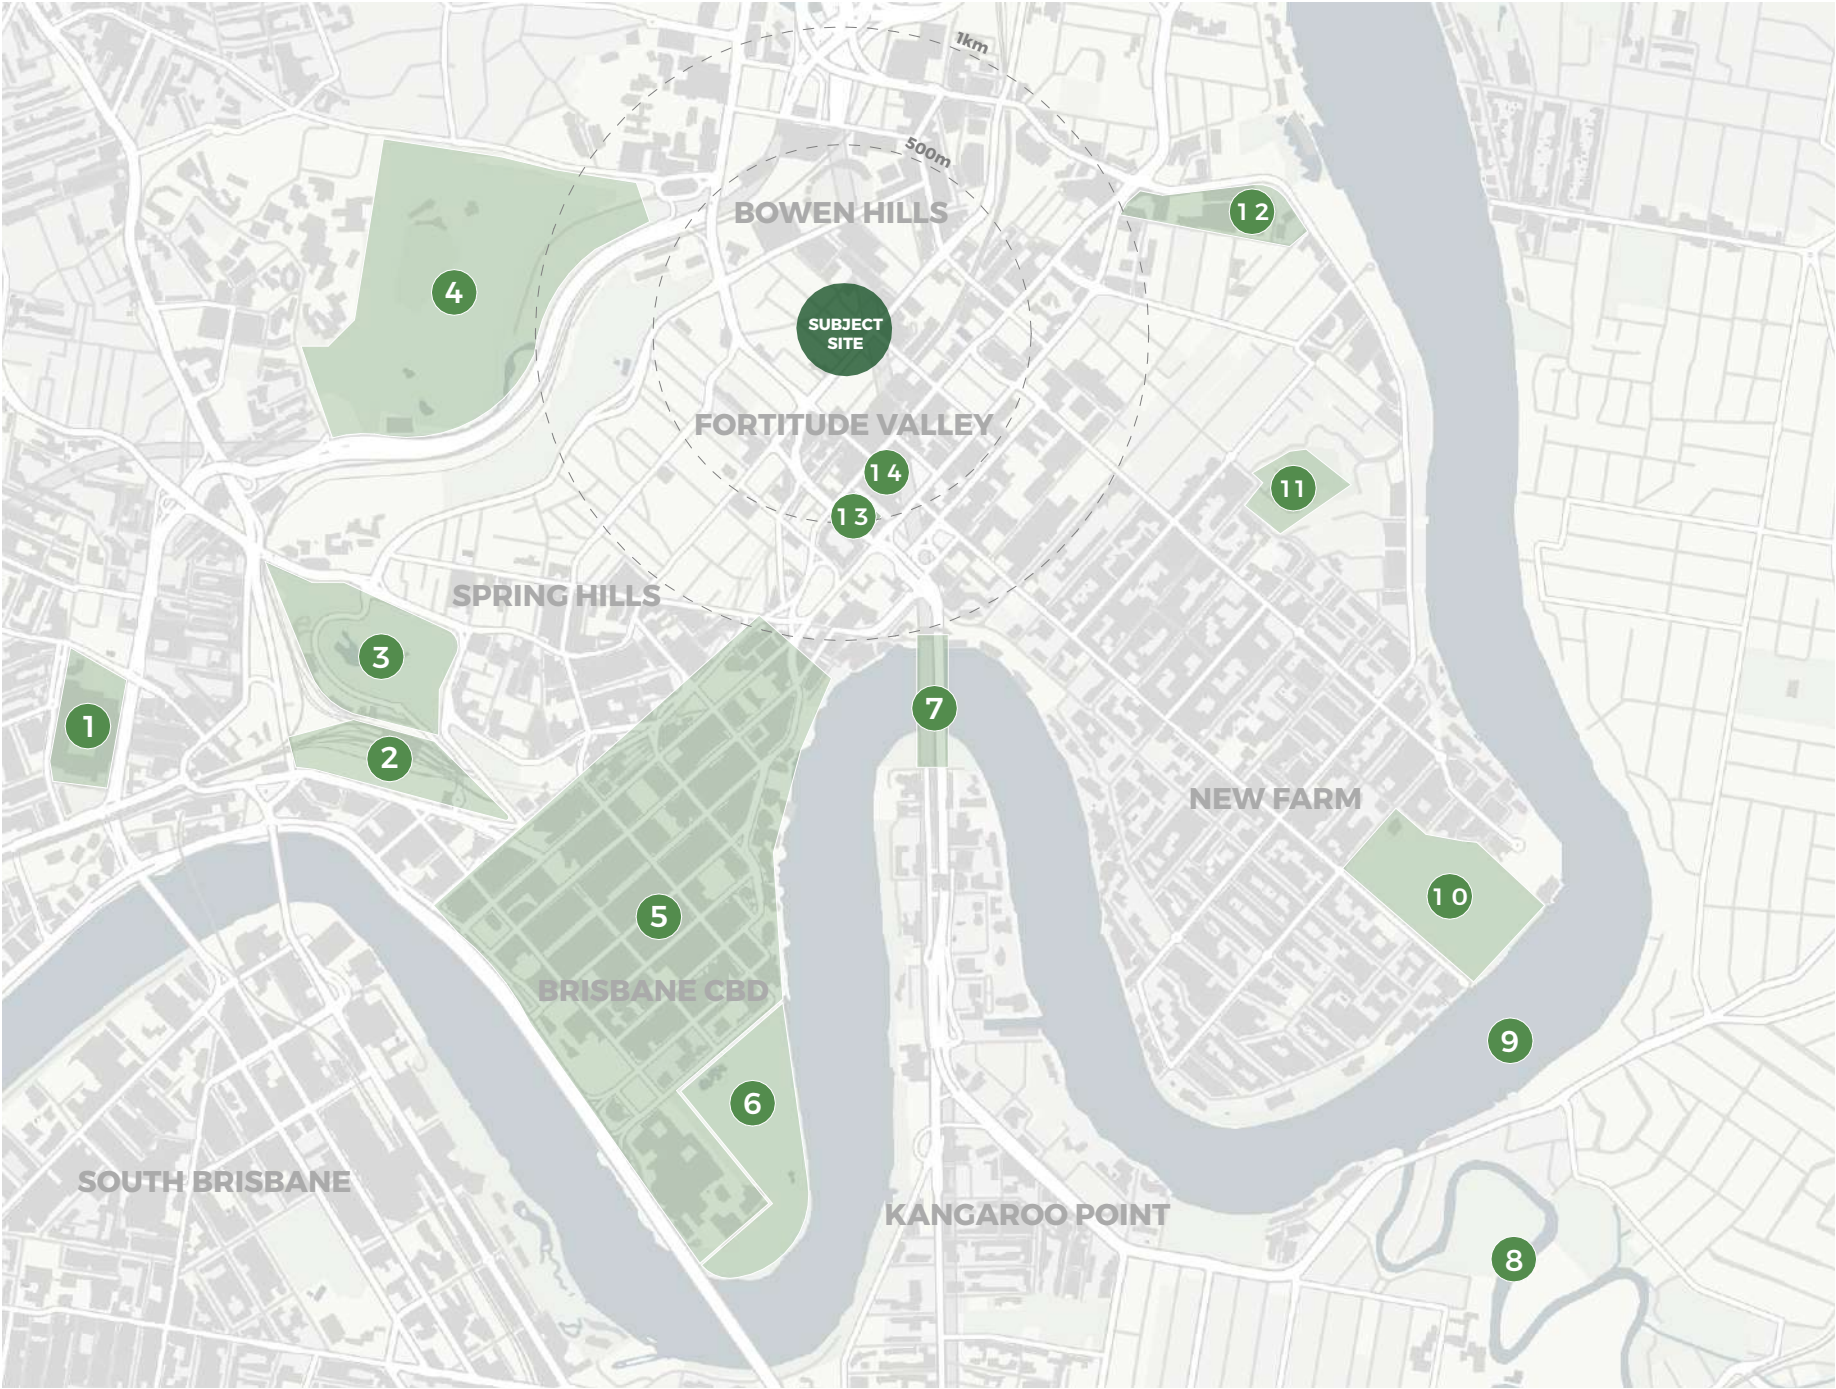 1km
500m
BOWEN HILLS
12
4
SUBJECT
SITE
FORTITUDE VALLEY
14
11
13
SPRING HILLS
3
7
1
2
NEW FARM
10
5
BRISBANE CBD
9
6
SOUTH BRISBANE
KANGAROO POINT
8